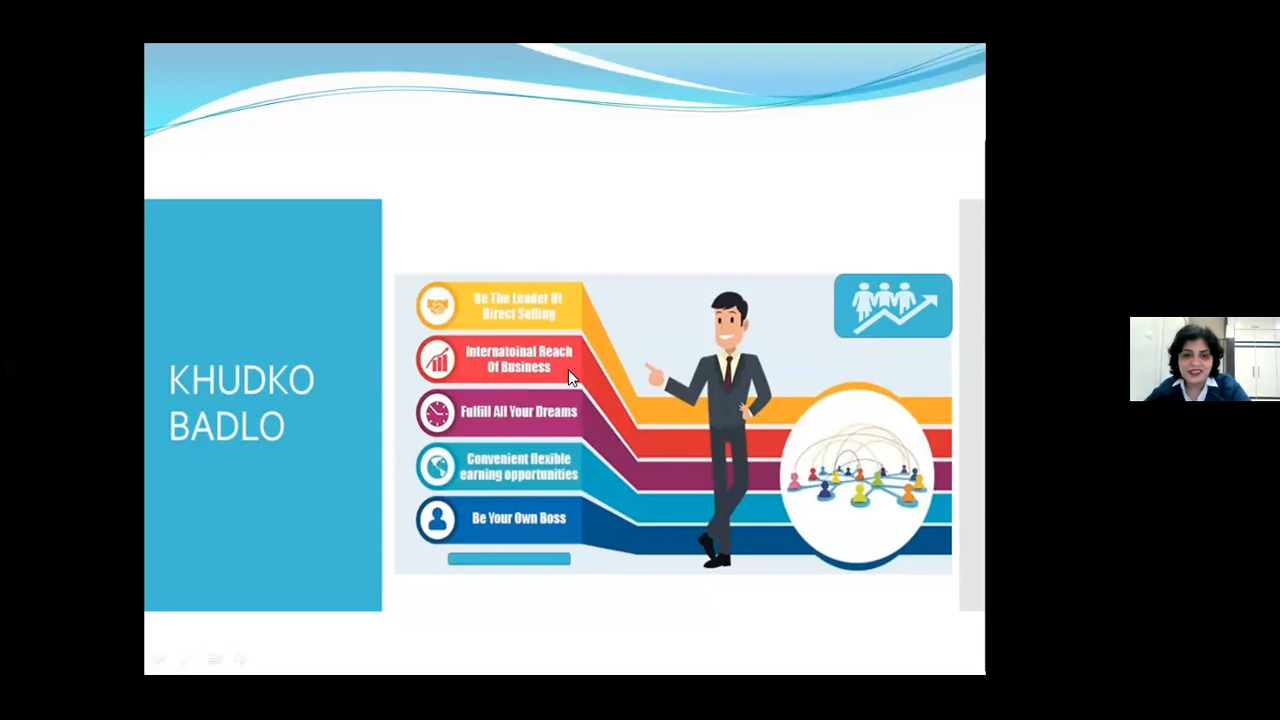 KHUDKO
BADLO
Be The Leader Of
Direct Selling
Internatoinal Reach
Of Business
Fulfill All Your Dreams
Convenient flexible
earning opportunities
Be Your Own Boss